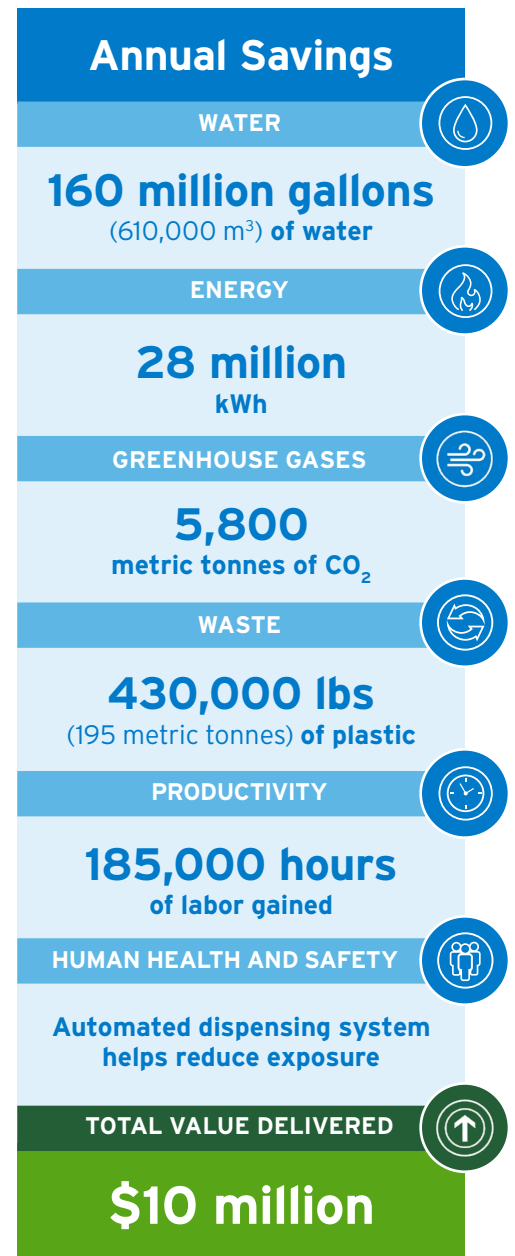 Annual Savings
WATER
160 million gallons
(610,000 m³) of water
ENERGY
28 million
kWh
GREENHOUSE GASES
5,800
metric tonnes of CO₂
WASTE
430,000 lbs
(195 metric tonnes) of plastic
PRODUCTIVITY
185,000 hours
of labor gained
HUMAN HEALTH AND SAFETY
Automated dispensing system
helps reduce exposure
TOTAL VALUE DELIVERED
$10 million